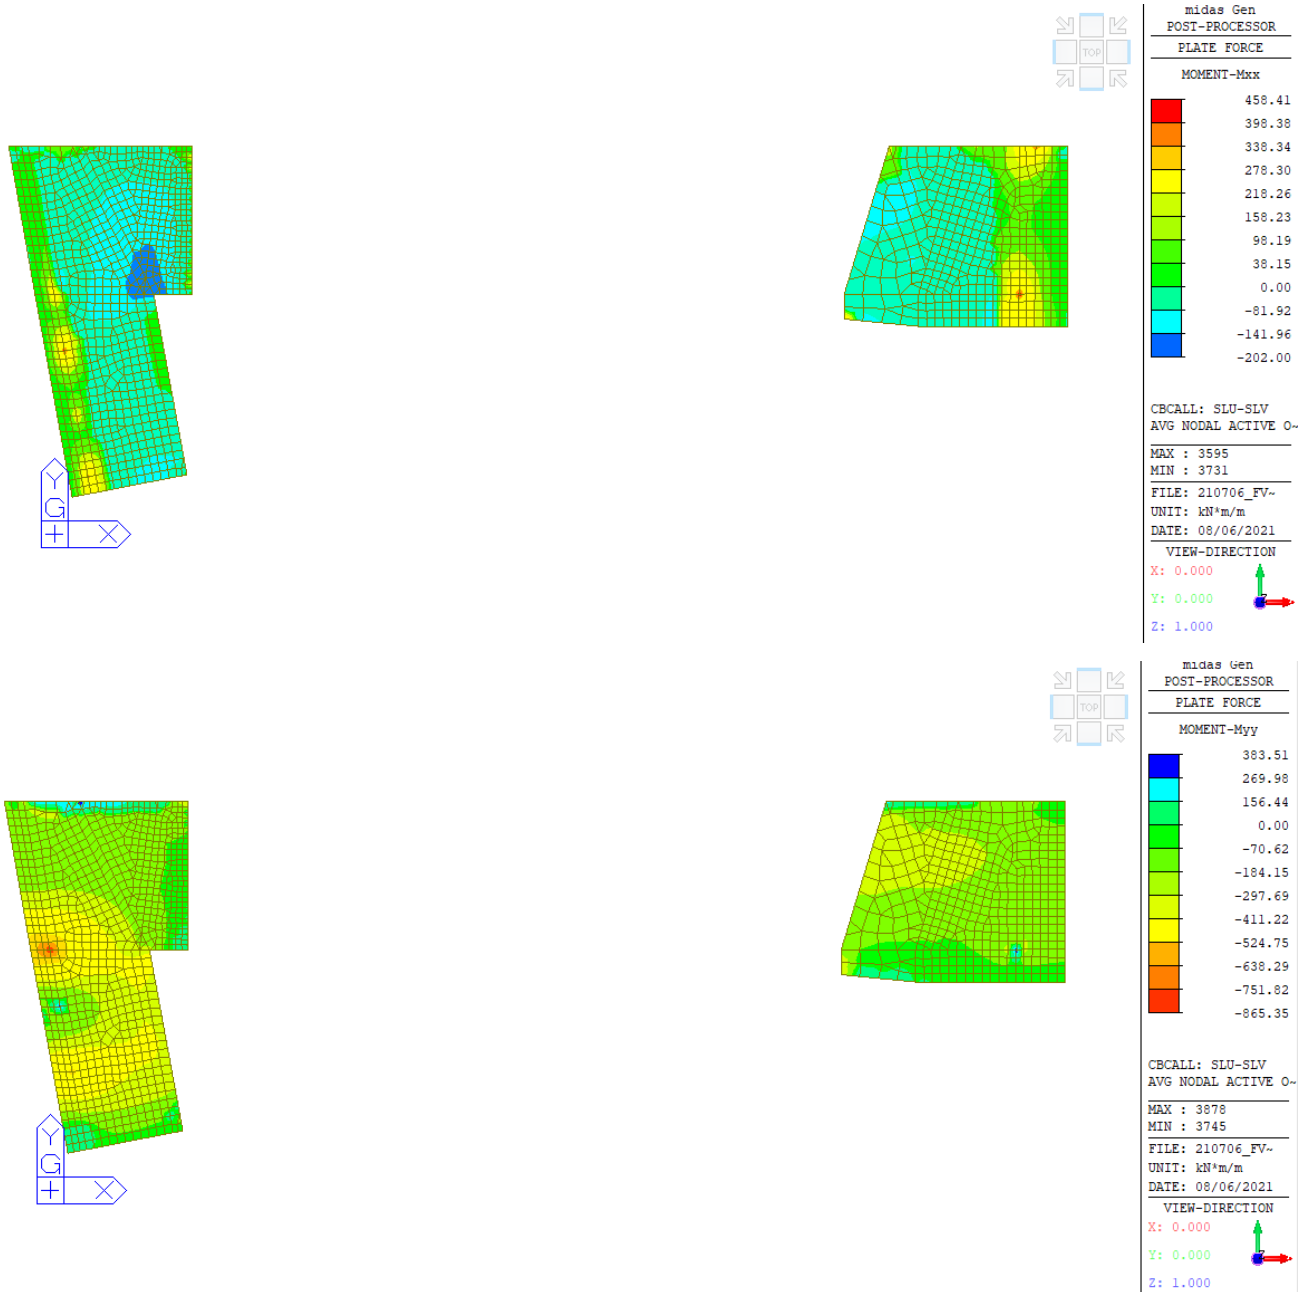 midas Gen
POST-PROCESSOR
PLATE FORCE
MOMENT-Mxx
TOP
458.41
398.38
338.34
278.30
218.26
158.23
98.19
38.15
0.00
-81.92
-141.96
-202.00
CBCALL: SLU-SLV
AVG NODAL ACTIVE O~
MAX : 3595
MIN : 3731
FILE: 210706_FV~
UNIT: kN*m/m
DATE: 08/06/2021
VIEW-DIRECTION
X: 0.000
Y: 0.000
Z: 1.000
Z
Y
G
+ X
midas Gen
POST-PROCESSOR
PLATE FORCE
MOMENT-Myy
TOP
383.51
269.98
156.44
0.00
-70.62
-184.15
-297.69
-411.22
-524.75
-638.29
-751.82
-865.35
CBCALL: SLU-SLV
AVG NODAL ACTIVE O~
MAX : 3878
MIN : 3745
FILE: 210706_FV~
UNIT: kN*m/m
DATE: 08/06/2021
VIEW-DIRECTION
X: 0.000
Y: 0.000
Z: 1.000
Z
Y
G
+ X